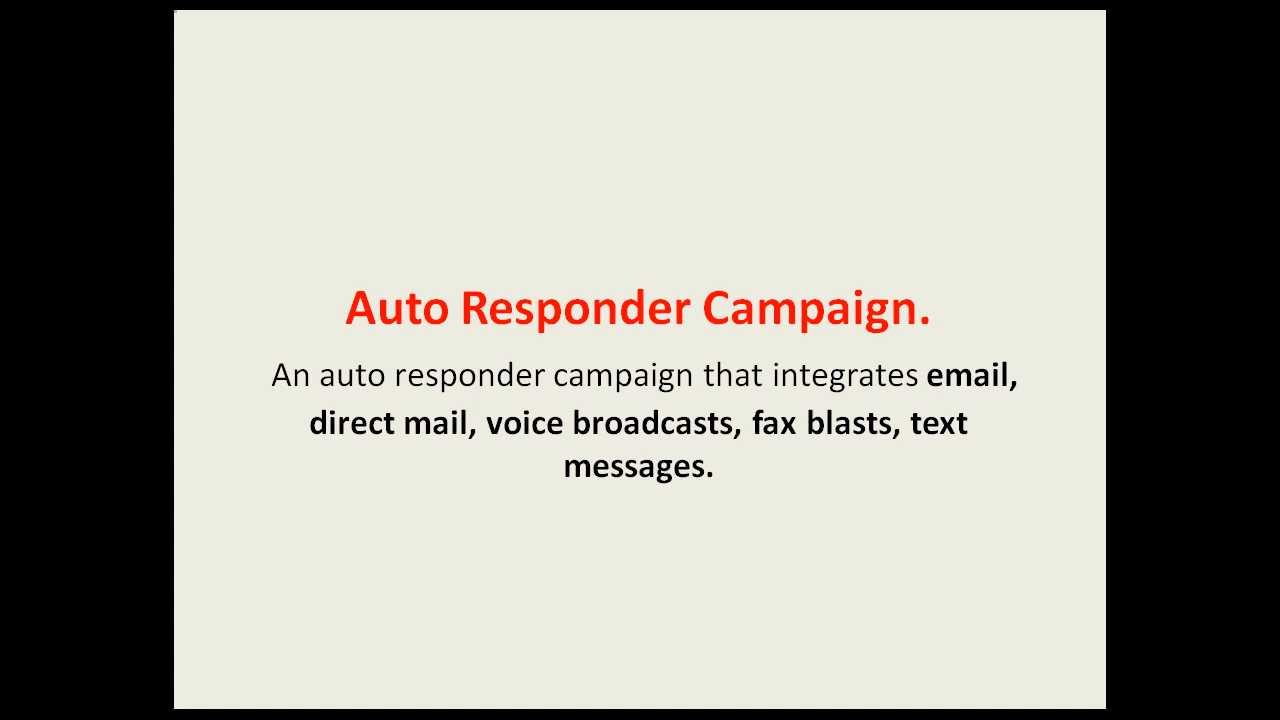 Auto Responder Campaign.
An auto responder campaign that integrates email,
direct mail, voice broadcasts, fax blasts, text
messages.